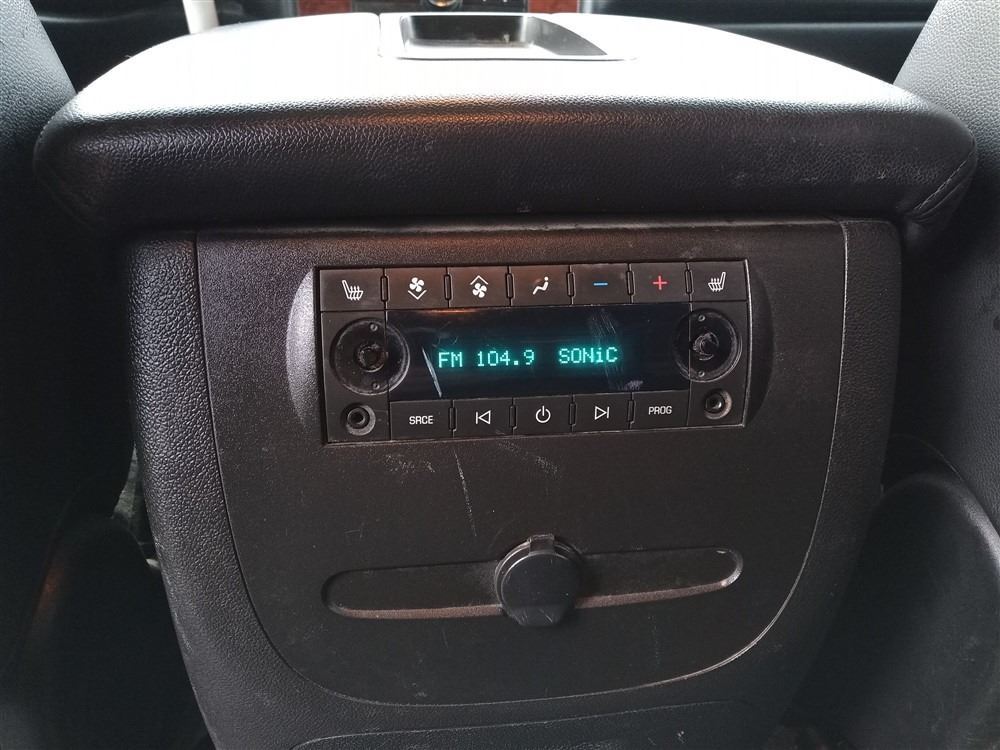 FM 104.9 SONiC
SRCE PROG